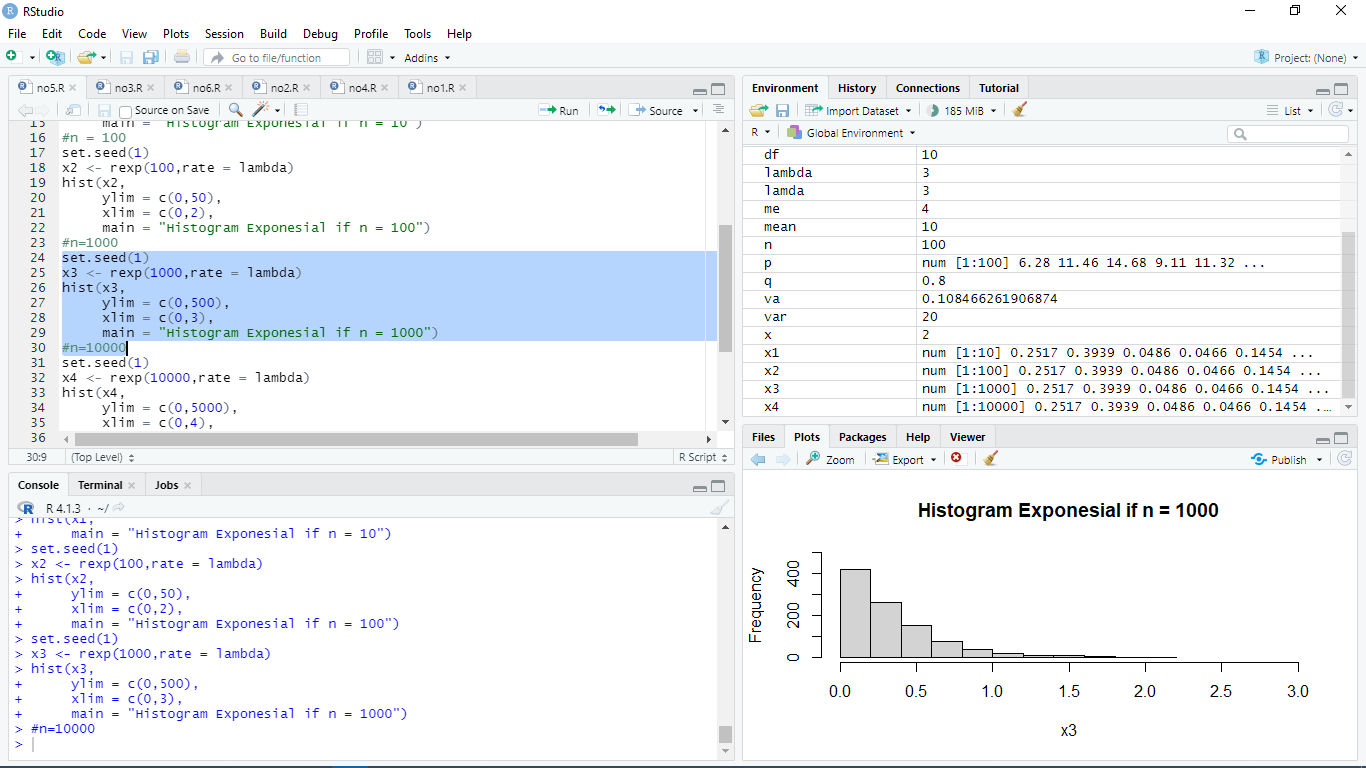 RStudio
File Edit Code View Plots Session Build Debug Profile Tools Help
Go to file/function Addins Project: (None)
no5.R no3.R no6.R no2.R no4.R no1.R
Source on Save Run Source
15 main = "Histogram Exponesial if n = 10")
16 #n = 100
17 set.seed(1)
18 x2 <- rexp(100,rate = lambda)
19 hist(x2,
20 ylim = c(0,50),
21 xlim = c(0,2),
22 main = "Histogram Exponesial if n = 100")
23 #n=1000
24 set.seed(1)
25 x3 <- rexp(1000,rate = lambda)
26 hist(x3,
27 ylim = c(0,500),
28 xlim = c(0,3),
29 main = "Histogram Exponesial if n = 1000")
30 #n=10000
31 set.seed(1)
32 x4 <- rexp(10000,rate = lambda)
33 hist(x4,
34 ylim = c(0,5000),
35 xlim = c(0,4),
36
30:9 (Top Level) R Script
Console Terminal Jobs
R 4.1.3 · ~/
> hist(x1,
+ main = "Histogram Exponesial if n = 10")
> set.seed(1)
> x2 <- rexp(100,rate = lambda)
> hist(x2,
+ ylim = c(0,50),
+ xlim = c(0,2),
+ main = "Histogram Exponesial if n = 100")
> set.seed(1)
> x3 <- rexp(1000,rate = lambda)
> hist(x3,
+ ylim = c(0,500),
+ xlim = c(0,3),
+ main = "Histogram Exponesial if n = 1000")
> #n=10000
>
Environment History Connections Tutorial
Import Dataset 185 MiB List
R Global Environment
df 10
lambda 3
lamda 3
me 4
mean 10
n 100
p num [1:100] 6.28 11.46 14.68 9.11 11.32 ...
q 0.8
va 0.108466261906874
var 20
x 2
x1 num [1:10] 0.2517 0.3939 0.0486 0.0466 0.1454 ...
x2 num [1:100] 0.2517 0.3939 0.0486 0.0466 0.1454 ...
x3 num [1:1000] 0.2517 0.3939 0.0486 0.0466 0.1454 ...
x4 num [1:10000] 0.2517 0.3939 0.0486 0.0466 0.1454 ...
Files Plots Packages Help Viewer
Zoom Export Publish
Histogram Exponesial if n = 1000
Frequency
400
200
0
0.0 0.5 1.0 1.5 2.0 2.5 3.0
x3